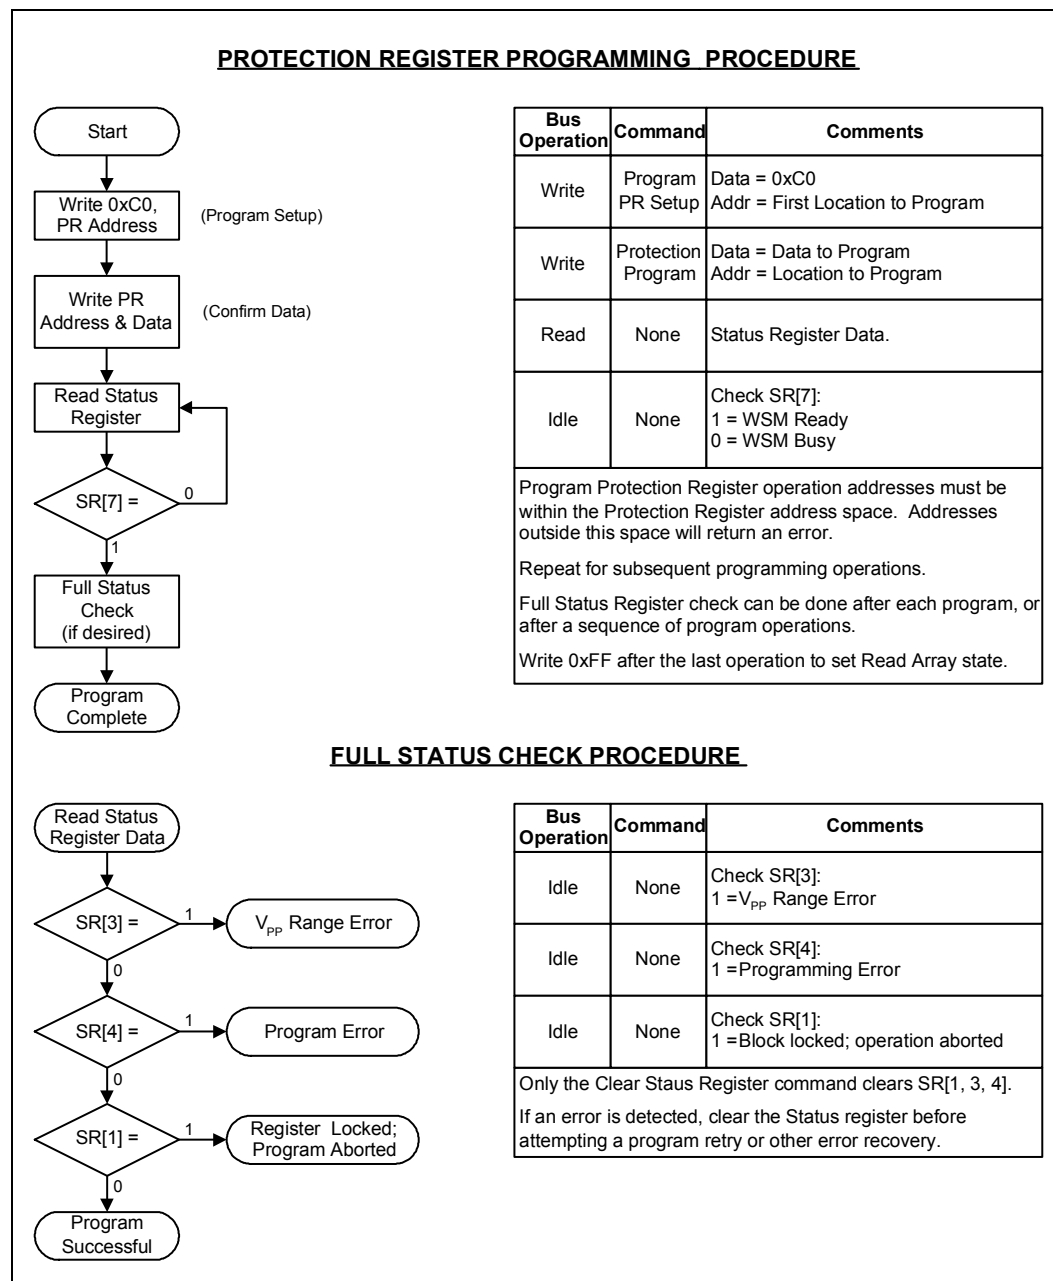 PROTECTION REGISTER PROGRAMMING PROCEDURE
Start
Write 0xC0,
PR Address
(Program Setup)
Write PR
Address & Data
(Confirm Data)
Read Status
Register
SR[7] =
0
1
Full Status
Check
(if desired)
Program
Complete
Bus
Operation
Command
Comments
Write
Program
PR Setup
Data = 0xC0
Addr = First Location to Program
Write
Protection
Program
Data = Data to Program
Addr = Location to Program
Read
None
Status Register Data.
Idle
None
Check SR[7]:
1 = WSM Ready
0 = WSM Busy
Program Protection Register operation addresses must be
within the Protection Register address space. Addresses
outside this space will return an error.
Repeat for subsequent programming operations.
Full Status Register check can be done after each program, or
after a sequence of program operations.
Write 0xFF after the last operation to set Read Array state.
FULL STATUS CHECK PROCEDURE
Read Status
Register Data
SR[3] =
1
VPP Range Error
0
SR[4] =
1
Program Error
0
SR[1] =
1
Register Locked;
Program Aborted
0
Program
Successful
Bus
Operation
Command
Comments
Idle
None
Check SR[3]:
1 =VPP Range Error
Idle
None
Check SR[4]:
1 =Programming Error
Idle
None
Check SR[1]:
1 =Block locked; operation aborted
Only the Clear Staus Register command clears SR[1, 3, 4].
If an error is detected, clear the Status register before
attempting a program retry or other error recovery.